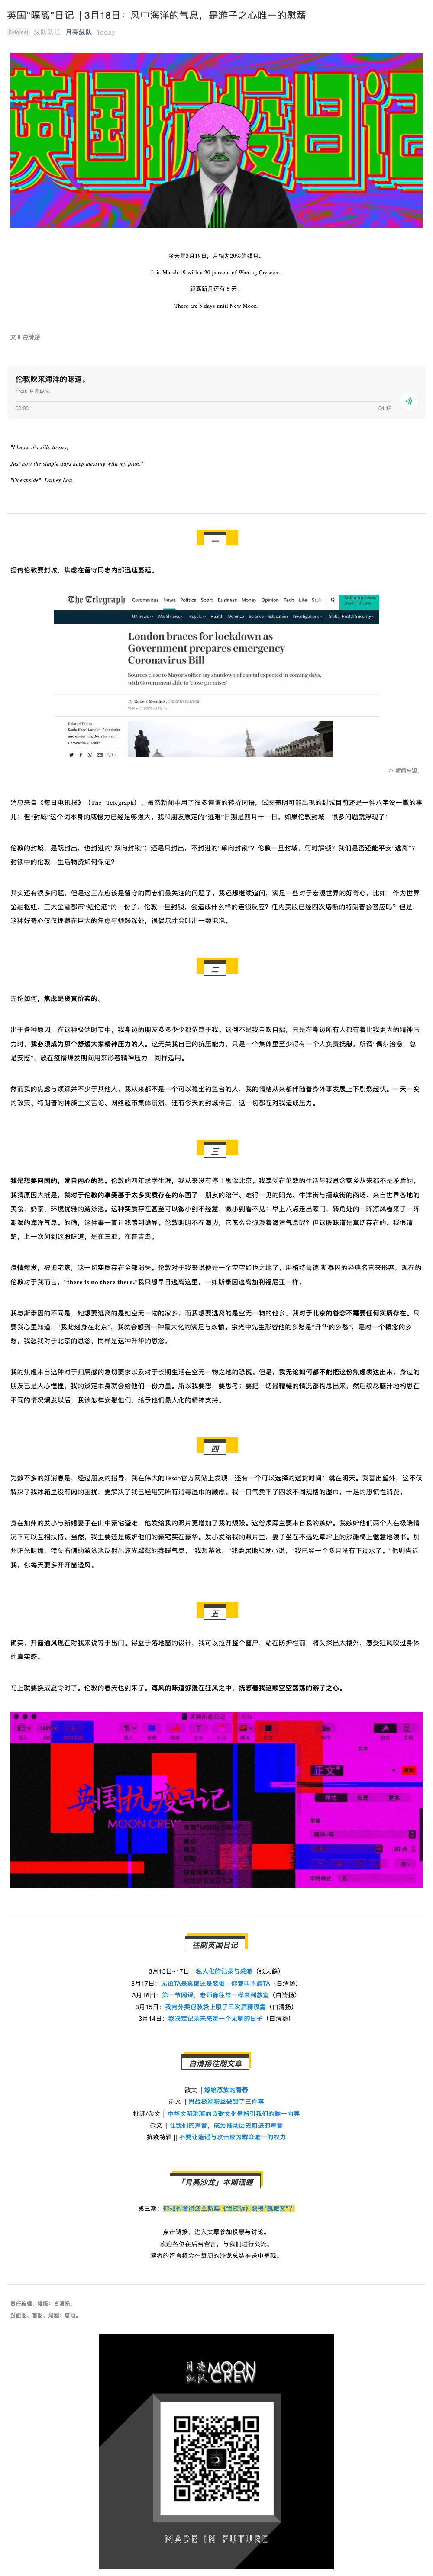 英国“隔离”日记 || 3月18日：风中海洋的气息，是游子之心唯一的慰藉
Original 纵队队长 月亮纵队 Today
英国抗疫日记
今天是3月19日，月相为20%的残月。
It is March 19 with a 20 percent of Waning Crescent.
距离新月还有 5 天。
There are 5 days until New Moon.
文 || 白清扬
伦敦吹来海洋的味道。
From 月亮纵队
00:00 04:12
"I know it's silly to say,
Just how the simple days keep messing with my plan."
"Oceanside", Lainey Lou.
一
据传伦敦要封城，焦虑在留守同志内部迅速蔓延。
The Telegraph Coronavirus News Politics Sport Business Money Opinion Tech Life
UK news World news Royals Health Defence Science Education Investigations Global Health Security
London braces for lockdown as
Government prepares emergency
Coronavirus Bill
Sources close to Mayor's office say shutdown of capital expected in coming days,
with Government able to 'close premises'
Related Topics
△ 新闻来源。
消息来自《每日电讯报》（The Telegraph）。虽然新闻中用了很多谨慎的转折词语，试图表明可能出现的封城目前还是一件八字没一撇的事
儿；但“封城”这个词本身的威慑力已经足够强大。我和朋友原定的“逃难”日期是四月十一日。如果伦敦封城，很多问题就浮现了：
伦敦的封城，是既封出，也封进的“双向封锁”；还是只封出，不封进的“单向封锁”？伦敦一旦封城，何时解锁？我们是否还能平安“逃离”？
封锁中的伦敦，生活物资如何保证？
其实还有很多问题，但是这三点应该是留守的同志们最关注的问题了。我还想继续追问，满足一些对于宏观世界的好奇心，比如：作为世界
金融枢纽，三大金融都市“纽伦港”的一份子，伦敦一旦封锁，会造成什么样的连锁反应？任内美股已经四次熔断的特朗普会答应吗？但是，
这种好奇心仅仅埋藏在巨大的焦虑与烦躁深处，很偶尔才会吐出一颗泡泡。
二
无论如何，焦虑是货真价实的。
出于各种原因，在这种极端时节中，我身边的朋友多多少少都依赖于我。这倒不是我自吹自擂，只是在身边所有人都有着比我更大的精神压
力时，我必须成为那个舒缓大家精神压力的人。这无关我自己的抗压能力，只是一个集体里至少得有一个人负责抚慰。所谓“偶尔治愈，总
是安慰”，放在疫情爆发期间用来形容精神压力，同样适用。
然而我的焦虑与烦躁并不少于其他人。我从来都不是一个可以稳坐钓鱼台的人，我的情绪从来都伴随着身外事发展上下剧烈起伏。一天一变
的政策、特朗普的种族主义言论、网络超市集体崩溃，还有今天的封城传言，这一切都在对我造成压力。
三
我是想要回国的，发自内心的想。伦敦的四年求学生涯，我从来没有停止思念北京。我享受在伦敦的生活与我思念家乡从来都不是矛盾的。
我猜原因大抵是，我对于伦敦的享受基于太多实质存在的东西了：朋友的陪伴、难得一见的阳光、牛津街与摄政街的商场、来自世界各地的
美食、奶茶、环境优雅的游泳池。这种实质存在甚至可以微小到不经意，微小到看不见：早上八点走出家门，转角处的一阵凉风卷来了一阵
潮湿的海洋气息，的确，这件事一直让我感到诡异。伦敦明明不在海边，它怎么会弥漫着海洋气息呢？但这股味道是真切存在的。我很清
楚，上一次闻到这股味道，是在三亚，在普吉岛。
疫情爆发，被迫宅家，这一切实质存在全部消失。伦敦对于我来说便是一个空空如也之地了。用格特鲁德·斯泰因的经典名言来形容，现在的
伦敦对于我而言，“there is no there there.”我只想早日逃离这里，一如斯泰因逃离加利福尼亚一样。
我与斯泰因的不同是，她想要逃离的是她空无一物的家乡；而我想要逃离的是空无一物的他乡。我对于北京的眷恋不需要任何实质存在。只
要我心里知道，“我此刻身在北京”，我就会感到一种最大化的满足与欢愉。余光中先生形容他的乡愁是“升华的乡愁”，是对一个概念的乡
愁。我想我对于北京的思念，同样是这种升华的思念。
我的焦虑来自这种对于归属感的急切要求以及对于长期生活在空无一物之地的恐慌。但是，我无论如何都不能把这份焦虑表达出来。身边的
朋友已是人心惶惶，我的淡定本身就会给他们一份力量。所以我要想，要思考；要把一切最糟糕的情况都构思出来，然后绞尽脑汁地构思在
不同的情况爆发以后，我该怎样安慰他们，给予他们最大化的精神支持。
四
为数不多的好消息是，经过朋友的指导，我在伟大的Tesco官方网站上发现，还有一个可以选择的送货时间：就在明天。我喜出望外，这不仅
解决了我冰箱里没有肉的困扰，更解决了我已经用完所有消毒湿巾的顾虑。我一口气卖下了四袋不同规格的湿巾，十足的恐慌性消费。
身在加州的发小与新婚妻子在山中豪宅避难，他发给我的照片更增加了我的烦躁。这份烦躁主要来自我的嫉妒。我嫉妒他们两个人在极端情
况下可以互相扶持。当然，我主要还是嫉妒他们的豪宅实在豪华。发小发给我的照片里，妻子坐在不远处草坪上的沙滩椅上惬意地读书。加
州阳光明媚，镜头右侧的游泳池反射出波光粼粼的春暖气息。“我想游泳，”我委屈地和发小说，“我已经一个多月没有下过水了。”他则告诉
我，你每天要多开开窗透风。
五
确实。开窗通风现在对我来说等于出门。得益于落地窗的设计，我可以拉开整个窗户，站在防护栏前，将头探出大楼外，感受狂风吹过身体
的真实感。
马上就要换成夏令时了。伦敦的春天也到来了。海风的味道弥漫在狂风之中，抚慰着我这颗空空落落的游子之心。
英国抗疫日记
MOON CREW
正文*
往期英国日记
3月13日~17日：私人化的记录与感激（张天鹤）
3月17日：无论TA是真傻还是装傻，你都叫不醒TA（白清扬）
3月16日：第一节网课，老师像往常一样来到教室（白清扬）
3月15日：我向外卖包装袋上喷了三次酒精喷雾（白清扬）
3月14日：我决定记录未来每一个无聊的日子（白清扬）
白清扬往期文章
散文 || 嫁给怒放的青春
杂文 || 肖战极端粉丝做错了三件事
批评/杂文 || 中华文明璀璨的诗歌文化是指引我们的唯一向导
杂文 || 让我们的声音，成为推动历史前进的声音
抗疫特辑 || 不要让造谣与攻击成为群众唯一的权力
「月亮沙龙」本期话题
第三期：你如何看待波兰斯基《我控诉》获得“凯撒奖”？
点击链接，进入文章参加投票与讨论。
欢迎各位在后台留言，与我们进行交流。
读者的留言将会在每周的沙龙总结推送中呈现。
责任编辑、排版：白清扬。
月亮纵队 MOON CREW
MADE IN FUTURE